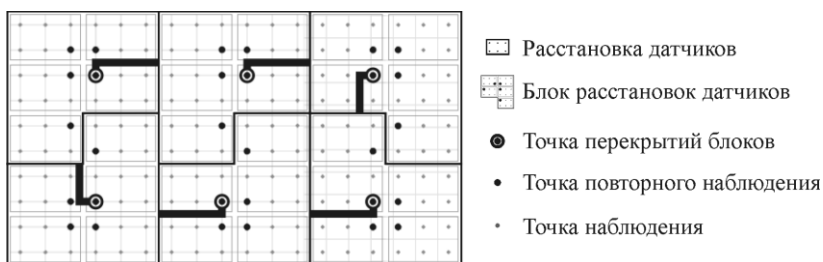 Расстановка датчиков
Блок расстановок датчиков
Точка перекрытий блоков
Точка повторного наблюдения
Точка наблюдения